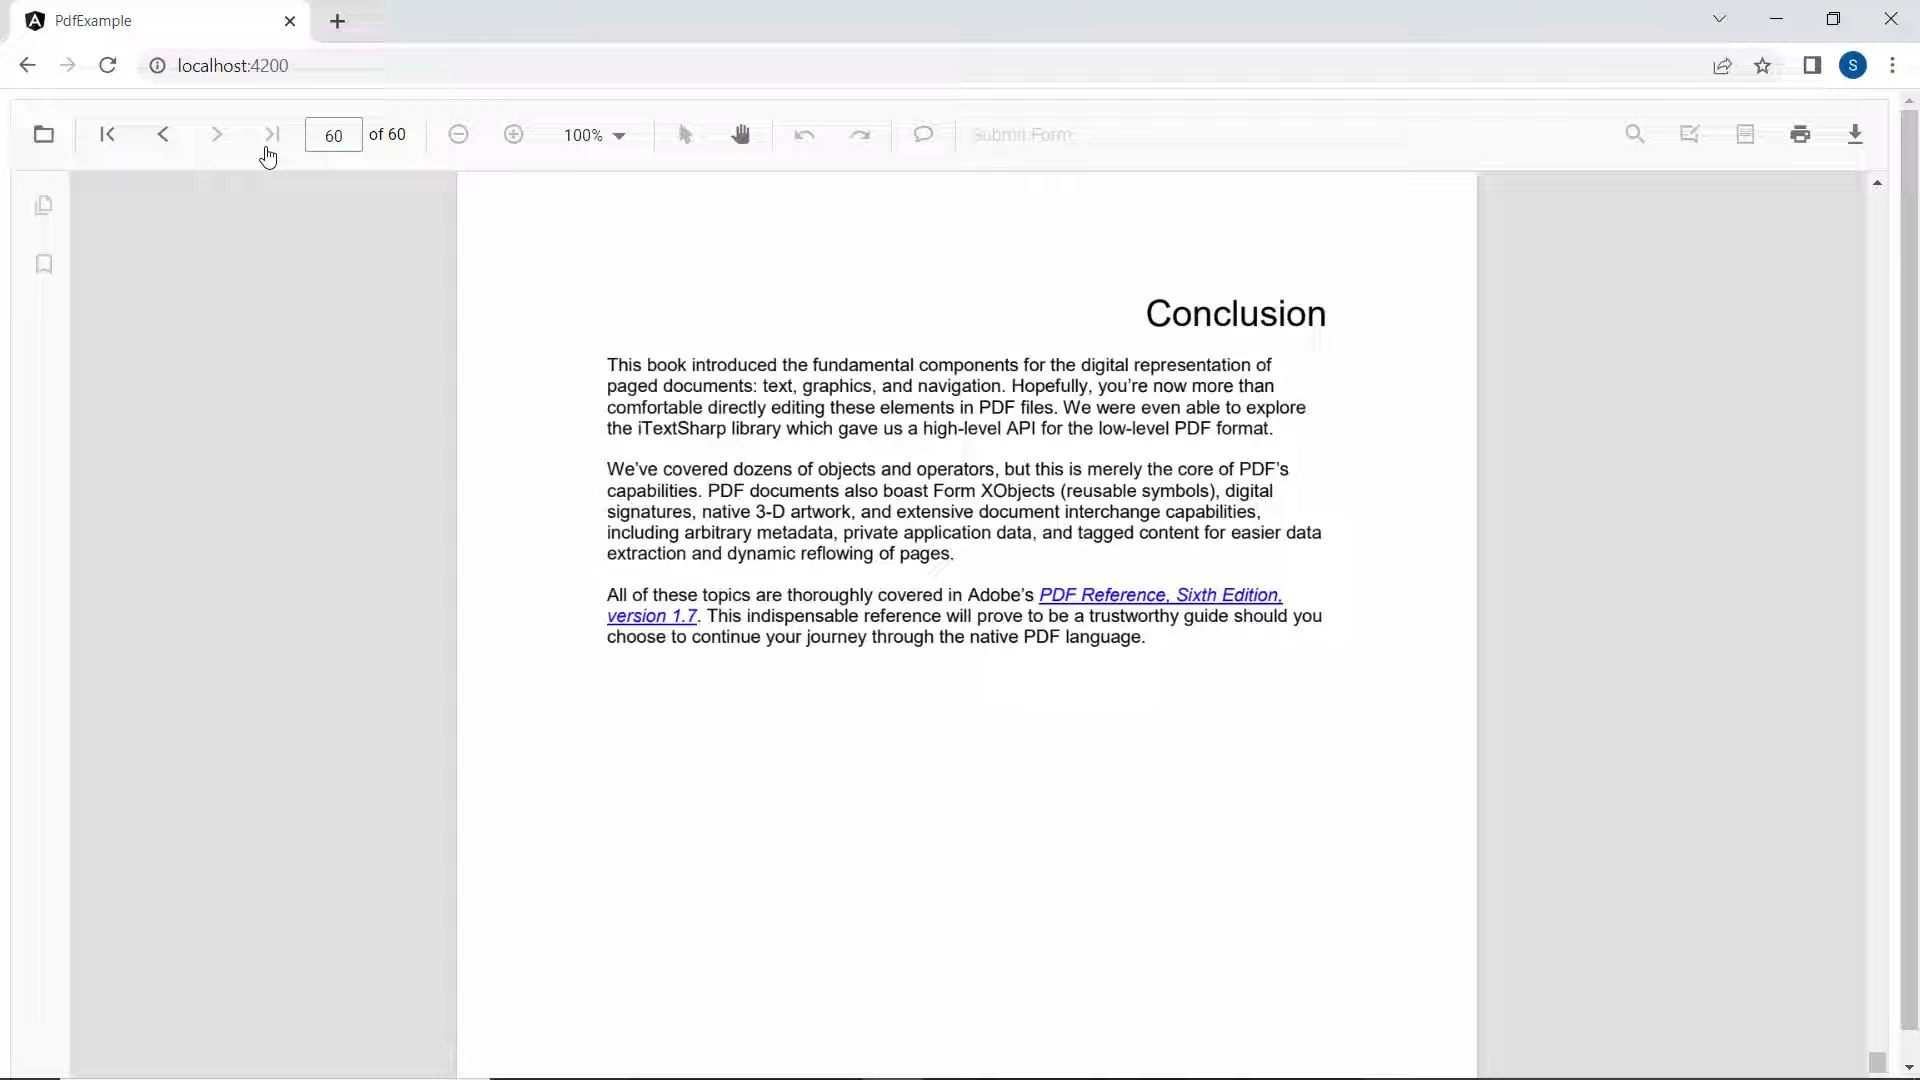 PdfExample
localhost:4200
S
60 of 60
100%
Submit Form
Conclusion
This book introduced the fundamental components for the digital representation of
paged documents: text, graphics, and navigation. Hopefully, you’re now more than
comfortable directly editing these elements in PDF files. We were even able to explore
the iTextSharp library which gave us a high-level API for the low-level PDF format.
We’ve covered dozens of objects and operators, but this is merely the core of PDF’s
capabilities. PDF documents also boast Form XObjects (reusable symbols), digital
signatures, native 3-D artwork, and extensive document interchange capabilities,
including arbitrary metadata, private application data, and tagged content for easier data
extraction and dynamic reflowing of pages.
All of these topics are thoroughly covered in Adobe’s PDF Reference, Sixth Edition,
version 1.7. This indispensable reference will prove to be a trustworthy guide should you
choose to continue your journey through the native PDF language.